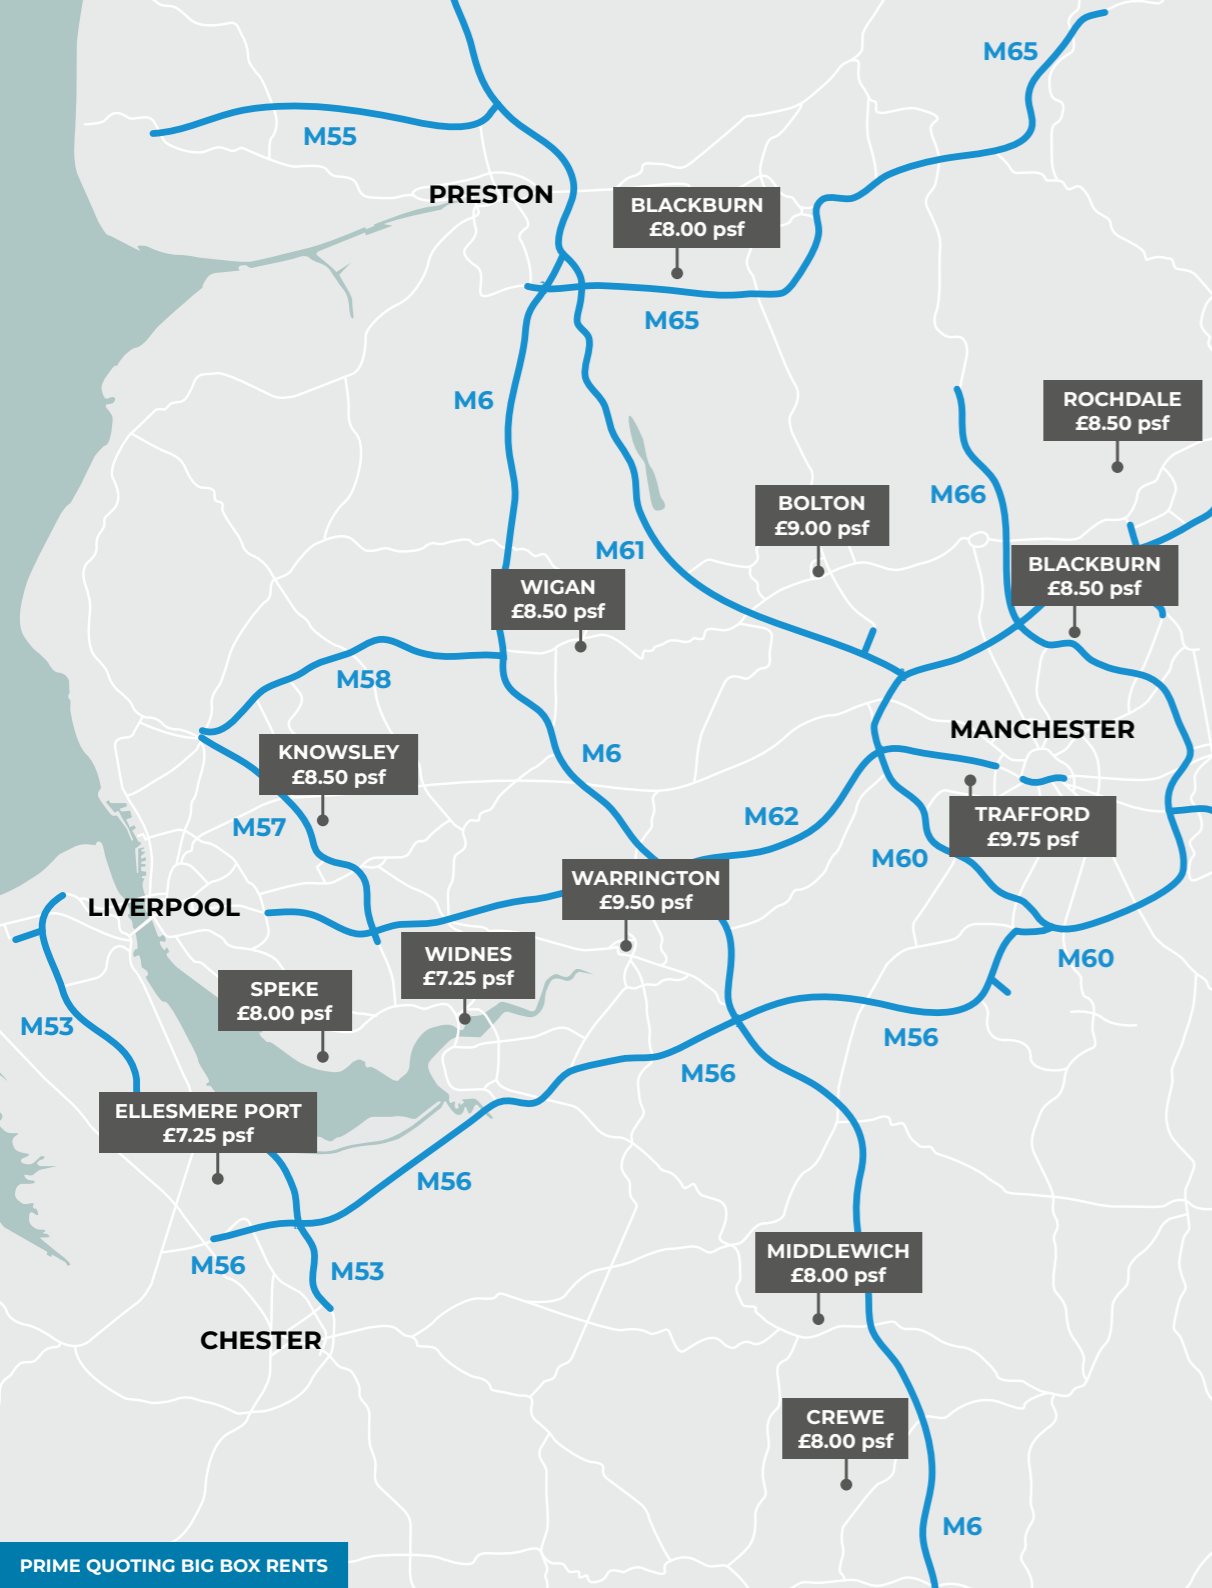 M65
M55
PRESTON
BLACKBURN
£8.00 psf
M65
M6
ROCHDALE
£8.50 psf
M66
BOLTON
£9.00 psf
M61
BLACKBURN
£8.50 psf
WIGAN
£8.50 psf
M58
MANCHESTER
KNOWSLEY
£8.50 psf
M6
M62
TRAFFORD
£9.75 psf
M57
M60
WARRINGTON
£9.50 psf
LIVERPOOL
WIDNES
£7.25 psf
M60
SPEKE
£8.00 psf
M53
M56
M56
ELLESMERE PORT
£7.25 psf
M56
MIDDLEWICH
£8.00 psf
M56
M53
CHESTER
CREWE
£8.00 psf
M6
PRIME QUOTING BIG BOX RENTS